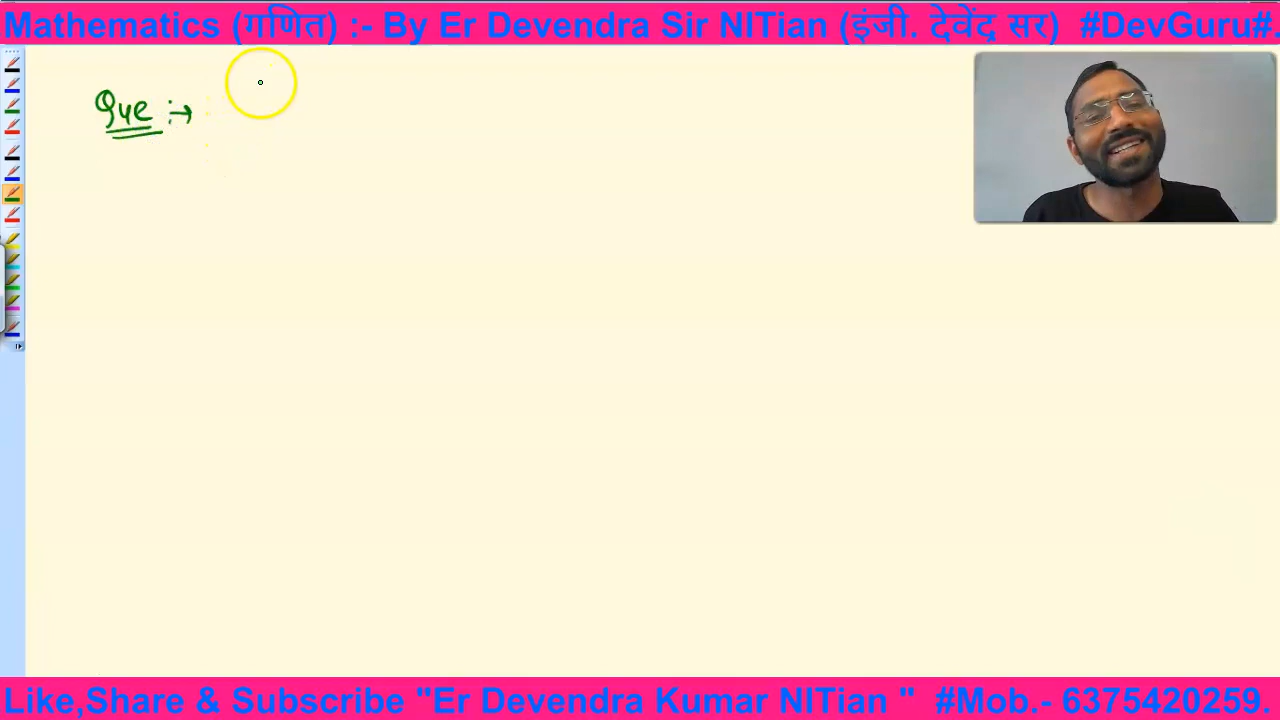 Mathematics (गणित) :- By Er Devendra Sir NITian (इंजी. देवेंद्र सर) #DevGuru#.
Que :→
Like,Share & Subscribe "Er Devendra Kumar NITian " #Mob.- 6375420259.